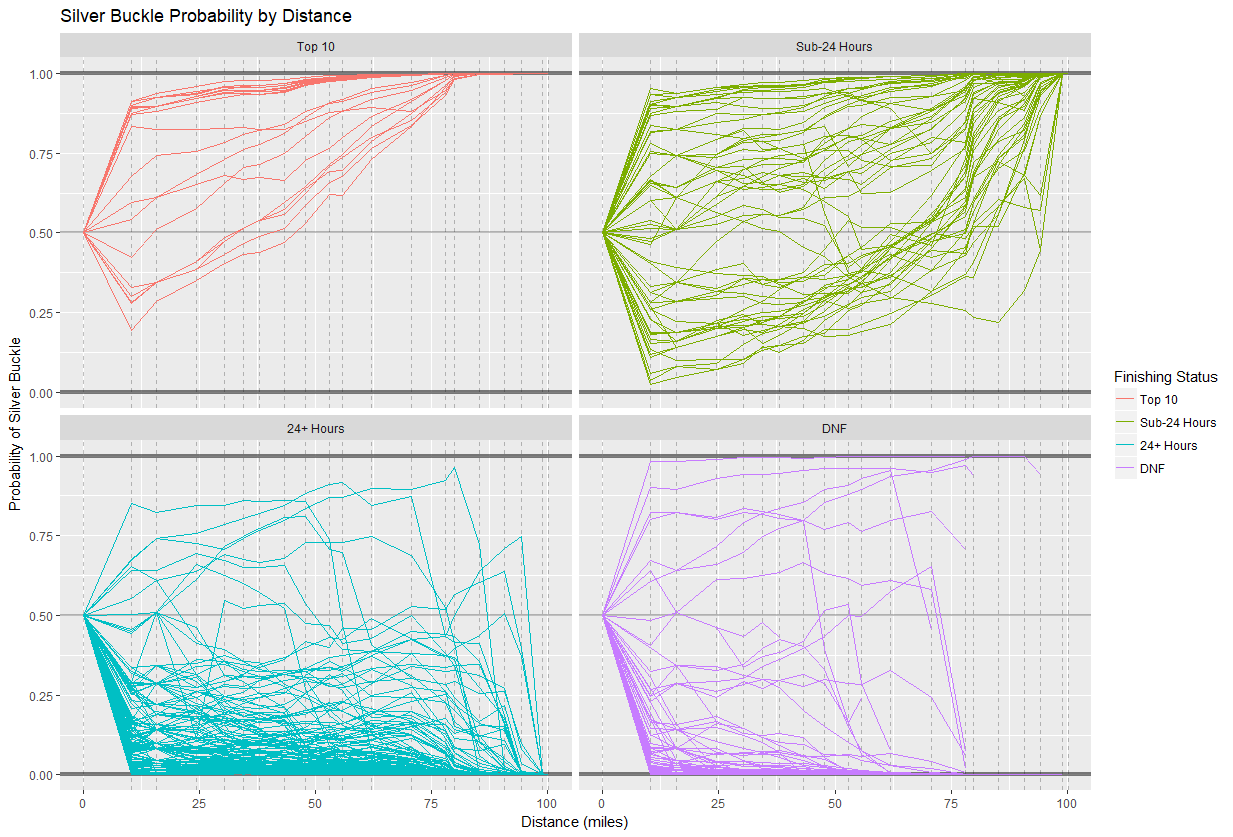 Silver Buckle Probability by Distance
Top 10
Sub-24 Hours
1.00
0.75
0.50
0.25
0.00
24+ Hours
DNF
1.00
0.75
0.50
0.25
0.00
0
25
50
75
100
0
25
50
75
100
Distance (miles)
Probability of Silver Buckle
Finishing Status
Top 10
Sub-24 Hours
24+ Hours
DNF